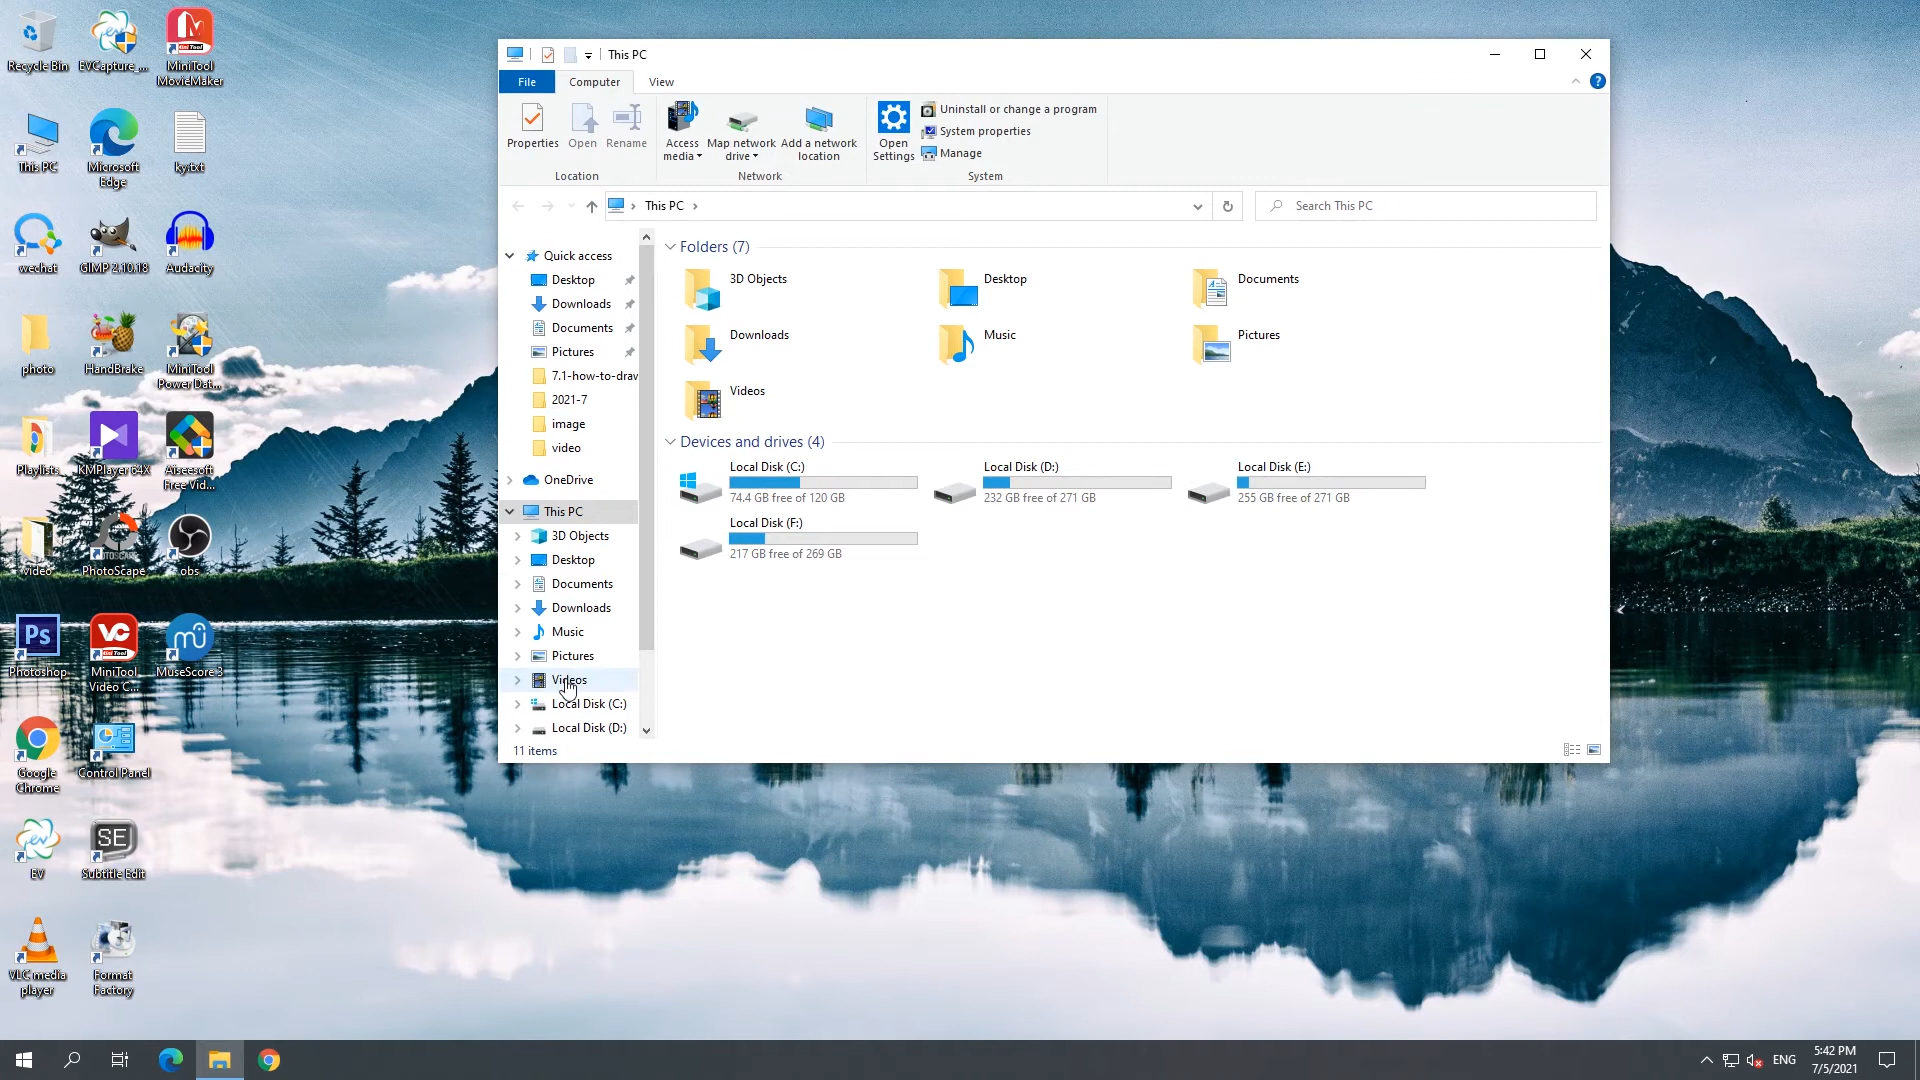 Recycle Bin
EVCapture_...
MiniTool
MovieMaker
This PC
Microsoft
Edge
kytxt
wechat
GIMP 2.10.18
Audacity
photo
HandBrake
MiniTool
Power Dat...
Playlists
KMPlayer 64X
Aiseesoft
Free Vid...
video
PhotoScape
obs
Photoshop
MiniTool
Video C...
MuseScore 3
Google
Chrome
Control Panel
EV
Subtitle Edit
VLC media
player
Format
Factory
This PC
File
Computer
View
Properties
Open
Rename
Location
Access
media
Map network
drive
Add a network
location
Network
Open
Settings
Uninstall or change a program
System properties
Manage
System
This PC
Search This PC
Quick access
Desktop
Downloads
Documents
Pictures
7.1-how-to-drav
2021-7
image
video
OneDrive
This PC
3D Objects
Desktop
Documents
Downloads
Music
Pictures
Videos
Local Disk (C:)
Local Disk (D:)
Folders (7)
3D Objects
Desktop
Documents
Downloads
Music
Pictures
Videos
Devices and drives (4)
Local Disk (C:)
74.4 GB free of 120 GB
Local Disk (D:)
232 GB free of 271 GB
Local Disk (E:)
255 GB free of 271 GB
Local Disk (F:)
217 GB free of 269 GB
11 items
ENG
5:42 PM
7/5/2021